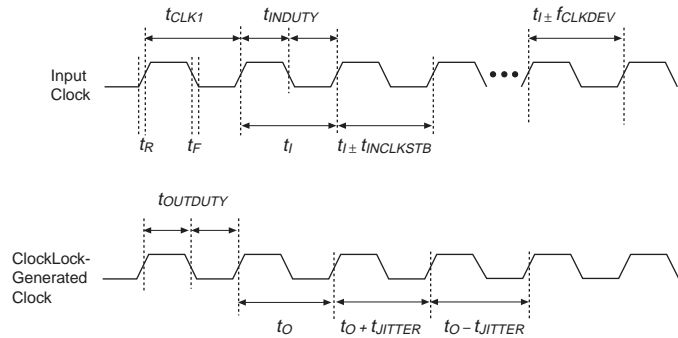 tCLK1 tINDUTY tI ± fCLKDEV
Input
Clock
tR tF tI tI ± tINCLKSTB
tOUTDUTY
ClockLock-
Generated
Clock
tO tO + tJITTER tO – tJITTER